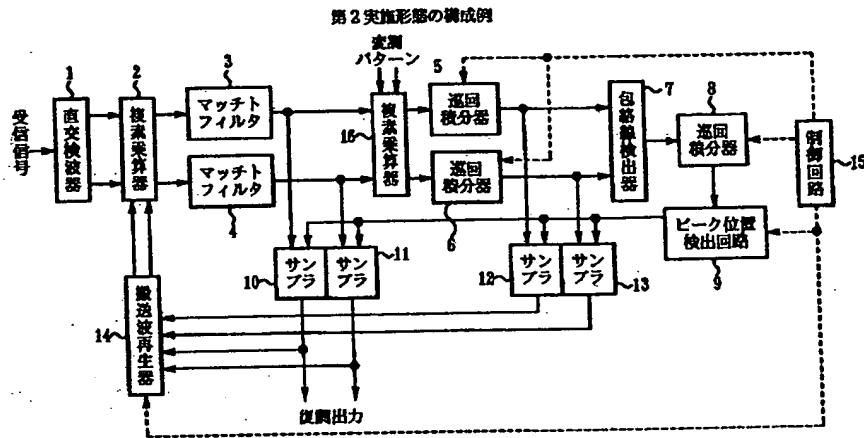 第2実施形態の構成例
変調
パターン
1
2
3
5
7
8
受信信号
直交検波器
複素乗算器
マッチト
フィルタ
マッチト
フィルタ
4
16
複素乗算器
巡回
積分器
巡回
積分器
6
包絡線検出器
巡回
積分器
制御回路
15
ピーク位置
検出回路
9
10
サン
プラ
サン
プラ
11
12
サン
プラ
サン
プラ
13
14
搬送波再生器
復調出力